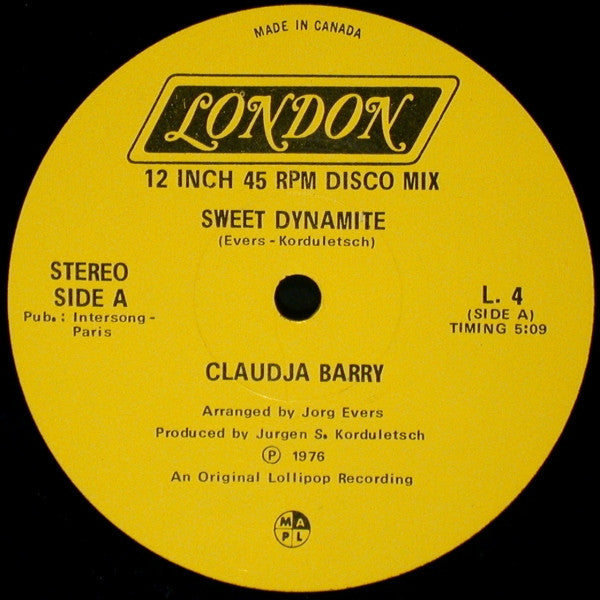 MADE IN CANADA
LONDON
12 INCH 45 RPM DISCO MIX
SWEET DYNAMITE
(Evers - Korduletsch)
STEREO
SIDE A
Pub. : Intersong -
Paris
L. 4
(SIDE A)
TIMING 5:09
CLAUDJA BARRY
Arranged by Jorg Evers
Produced by Jurgen S. Korduletsch
℗ 1976
An Original Lollipop Recording
M A
P L